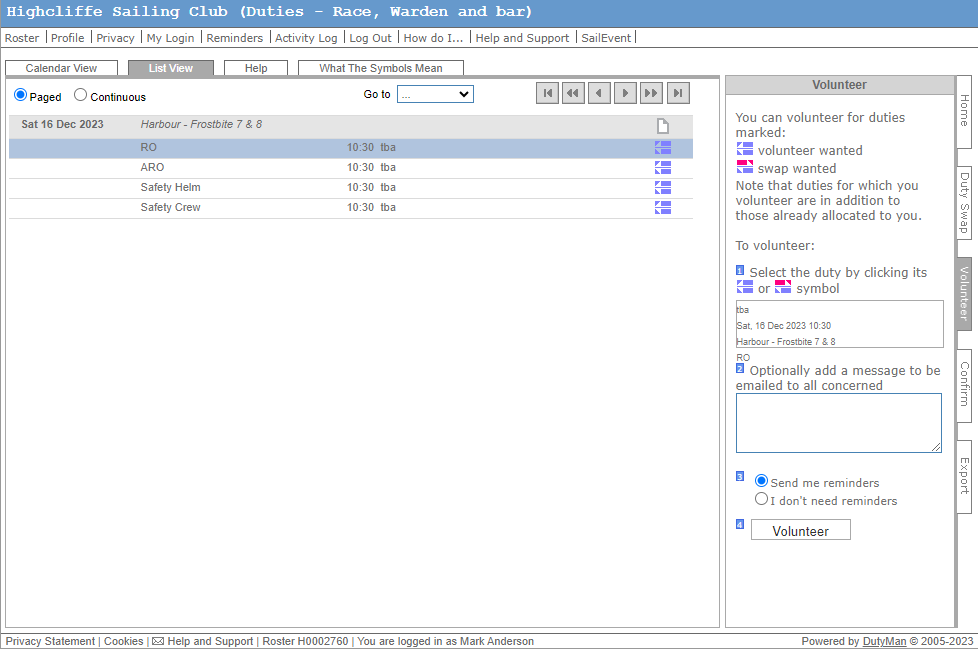 Highcliffe Sailing Club (Duties - Race, Warden and bar)
Roster | Profile | Privacy | My Login | Reminders | Activity Log | Log Out | How do I... | Help and Support | SailEvent |
Calendar View List View Help What The Symbols Mean
Paged Continuous Go to ...
Sat 16 Dec 2023 Harbour - Frostbite 7 & 8
RO 10:30 tba
ARO 10:30 tba
Safety Helm 10:30 tba
Safety Crew 10:30 tba
Volunteer
You can volunteer for duties
marked:
volunteer wanted
swap wanted
Note that duties for which you
volunteer are in addition to
those already allocated to you.
To volunteer:
1 Select the duty by clicking its
or symbol
tba
Sat, 16 Dec 2023 10:30
Harbour - Frostbite 7 & 8
RO
2 Optionally add a message to be
emailed to all concerned
3 Send me reminders
I don't need reminders
4 Volunteer
Home
Duty Swap
Volunteer
Confirm
Export
Privacy Statement | Cookies | Help and Support | Roster H0002760 | You are logged in as Mark Anderson
Powered by DutyMan © 2005-2023